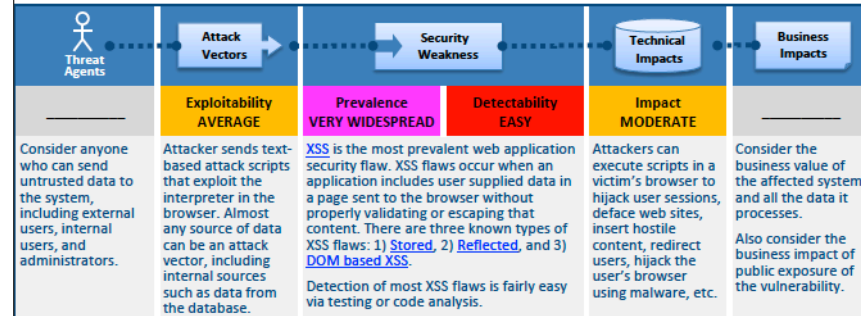 Threat
Agents
Attack
Vectors
Security
Weakness
Technical
Impacts
Business
Impacts
Exploitability
AVERAGE
Prevalence
VERY WIDESPREAD
Detectability
EASY
Impact
MODERATE
Consider anyone
who can send
untrusted data to
the system,
including external
users, internal
users, and
administrators.
Attacker sends text-
based attack scripts
that exploit the
interpreter in the
browser. Almost
any source of data
can be an attack
vector, including
internal sources
such as data from
the database.
XSS is the most prevalent web application
security flaw. XSS flaws occur when an
application includes user supplied data in
a page sent to the browser without
properly validating or escaping that
content. There are three known types of
XSS flaws: 1) Stored, 2) Reflected, and 3)
DOM based XSS.
Detection of most XSS flaws is fairly easy
via testing or code analysis.
Attackers can
execute scripts in a
victim's browser to
hijack user sessions,
deface web sites,
insert hostile
content, redirect
users, hijack the
user's browser
using malware, etc.
Consider the
business value of
the affected system
and all the data it
processes.
Also consider the
business impact of
public exposure of
the vulnerability.